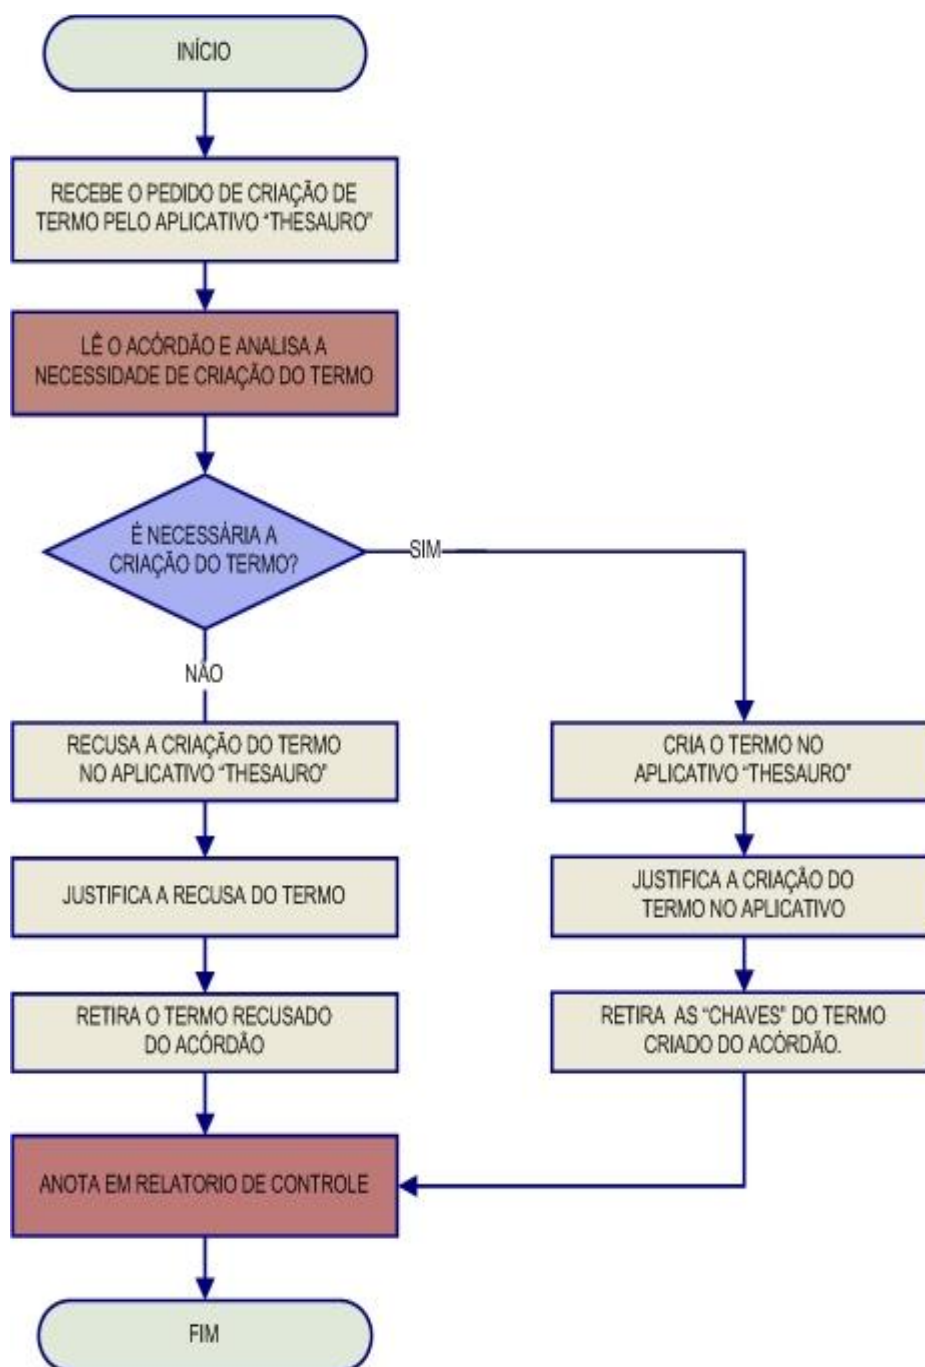 INÍCIO
RECEBE O PEDIDO DE CRIAÇÃO DE
TERMO PELO APLICATIVO “THESAURO”
LÊ O ACÓRDÃO E ANALISA A
NECESSIDADE DE CRIAÇÃO DO TERMO
É NECESSÁRIA A
CRIAÇÃO DO TERMO?
SIM
NÃO
RECUSA A CRIAÇÃO DO TERMO
NO APLICATIVO “THESAURO”
JUSTIFICA A RECUSA DO TERMO
RETIRA O TERMO RECUSADO
DO ACÓRDÃO
CRIA O TERMO NO
APLICATIVO “THESAURO”
JUSTIFICA A CRIAÇÃO DO
TERMO NO APLICATIVO
RETIRA AS “CHAVES” DO TERMO
CRIADO DO ACÓRDÃO.
ANOTA EM RELATORIO DE CONTROLE
FIM